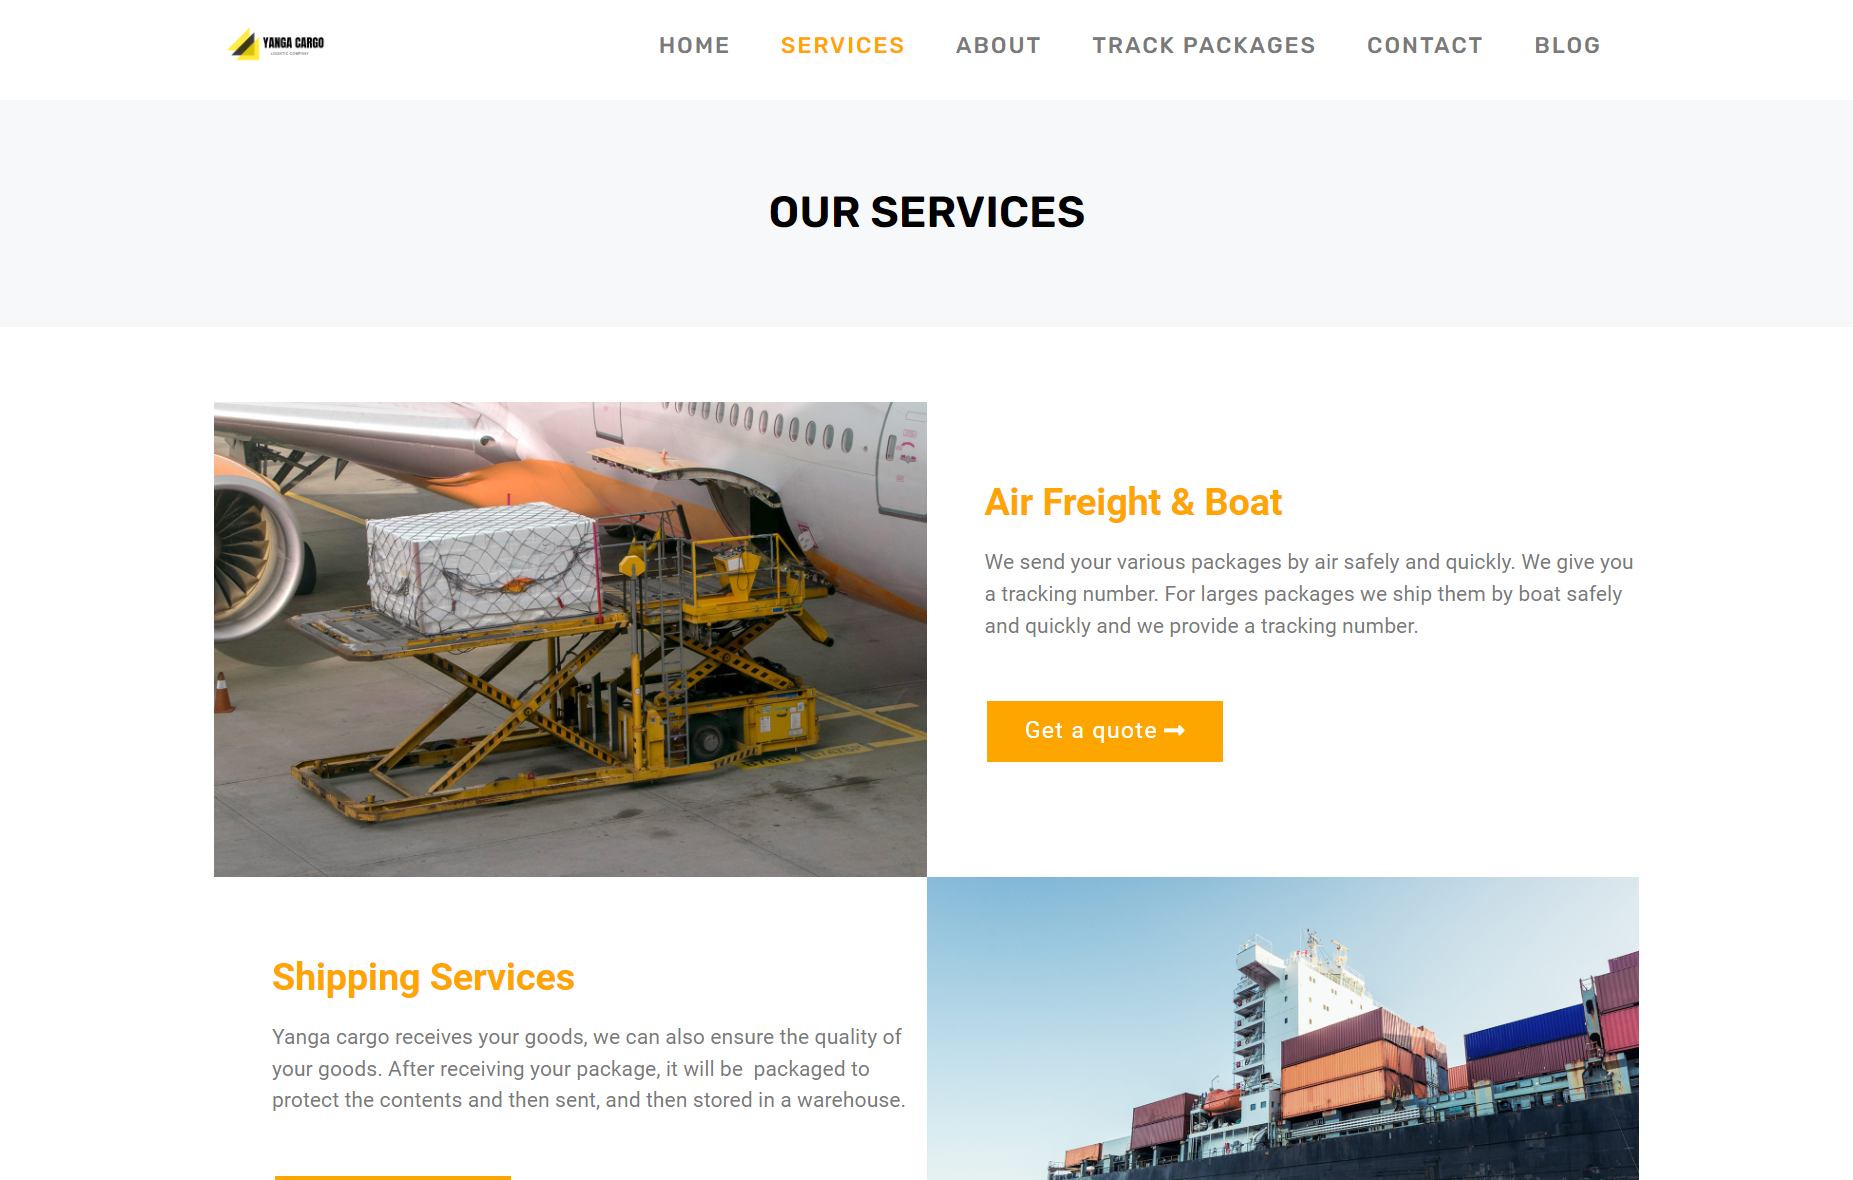 YANGA CARGO
LOGISTIC COMPANY
HOME SERVICES ABOUT TRACK PACKAGES CONTACT BLOG
OUR SERVICES
Air Freight & Boat
We send your various packages by air safely and quickly. We give you
a tracking number. For larges packages we ship them by boat safely
and quickly and we provide a tracking number.
Get a quote
Shipping Services
Yanga cargo receives your goods, we can also ensure the quality of
your goods. After receiving your package, it will be  packaged to
protect the contents and then sent, and then stored in a warehouse.